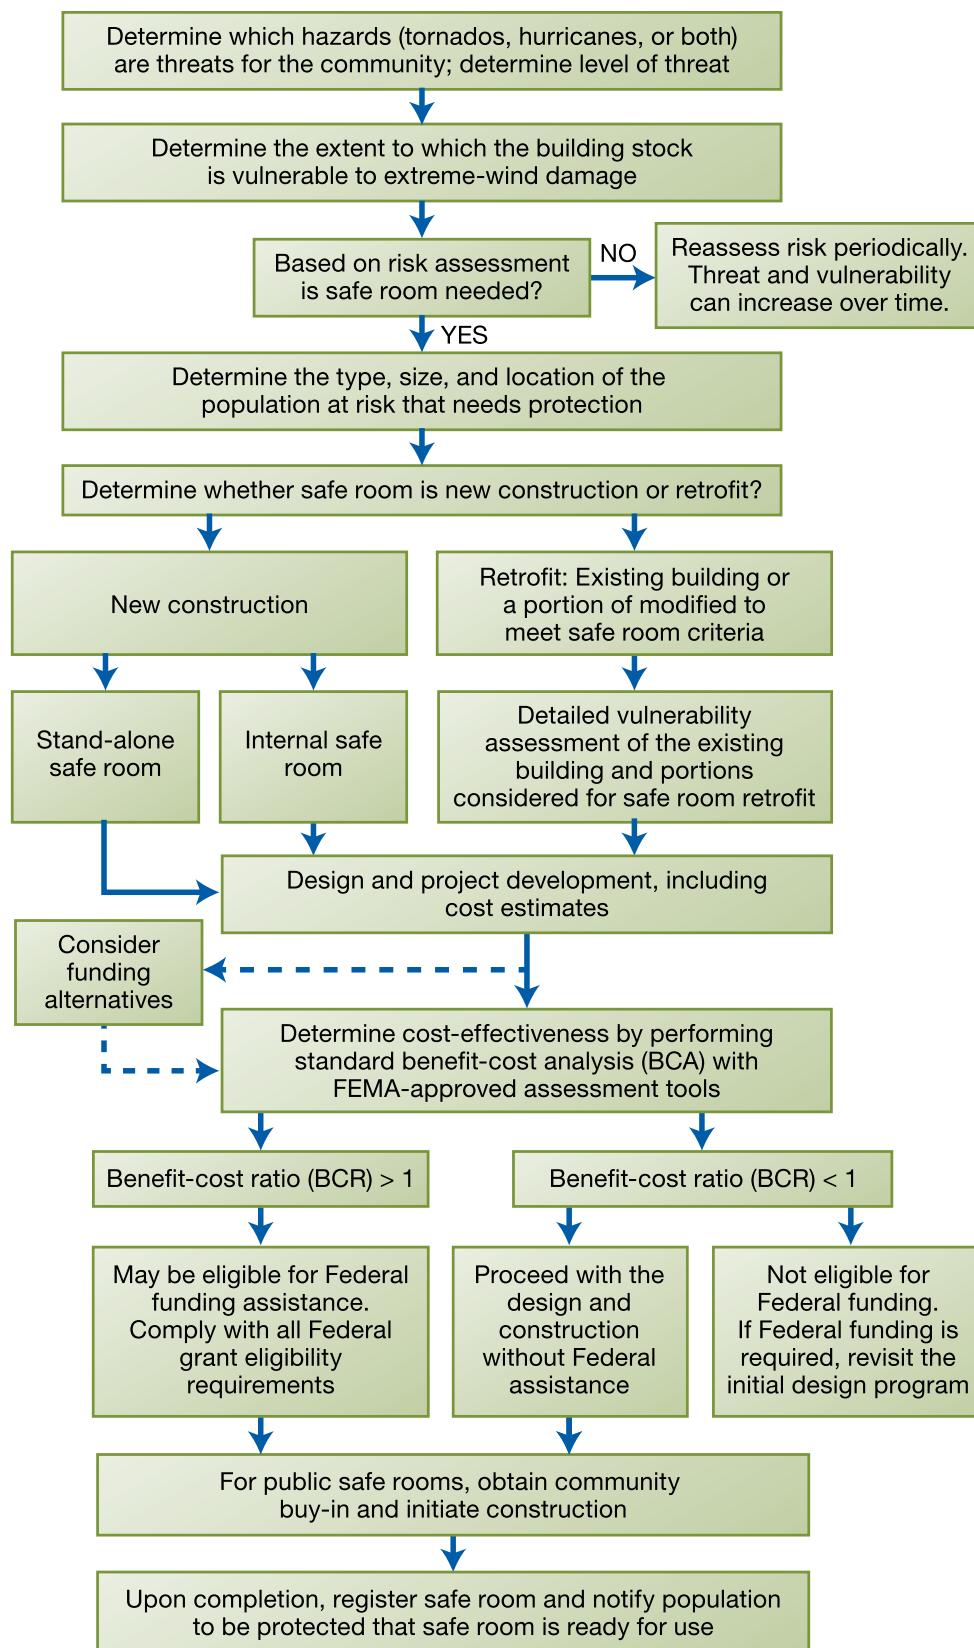 Determine which hazards (tornados, hurricanes, or both)
are threats for the community; determine level of threat
Determine the extent to which the building stock
is vulnerable to extreme-wind damage
Based on risk assessment
is safe room needed?
NO
Reassess risk periodically.
Threat and vulnerability
can increase over time.
YES
Determine the type, size, and location of the
population at risk that needs protection
Determine whether safe room is new construction or retrofit?
New construction
Retrofit: Existing building or
a portion of modified to
meet safe room criteria
Stand-alone
safe room
Internal safe
room
Detailed vulnerability
assessment of the existing
building and portions
considered for safe room retrofit
Design and project development, including
cost estimates
Consider
funding
alternatives
Determine cost-effectiveness by performing
standard benefit-cost analysis (BCA) with
FEMA-approved assessment tools
Benefit-cost ratio (BCR) > 1
Benefit-cost ratio (BCR) < 1
May be eligible for Federal
funding assistance.
Comply with all Federal
grant eligibility
requirements
Proceed with the
design and
construction
without Federal
assistance
Not eligible for
Federal funding.
If Federal funding is
required, revisit the
initial design program
For public safe rooms, obtain community
buy-in and initiate construction
Upon completion, register safe room and notify population
to be protected that safe room is ready for use